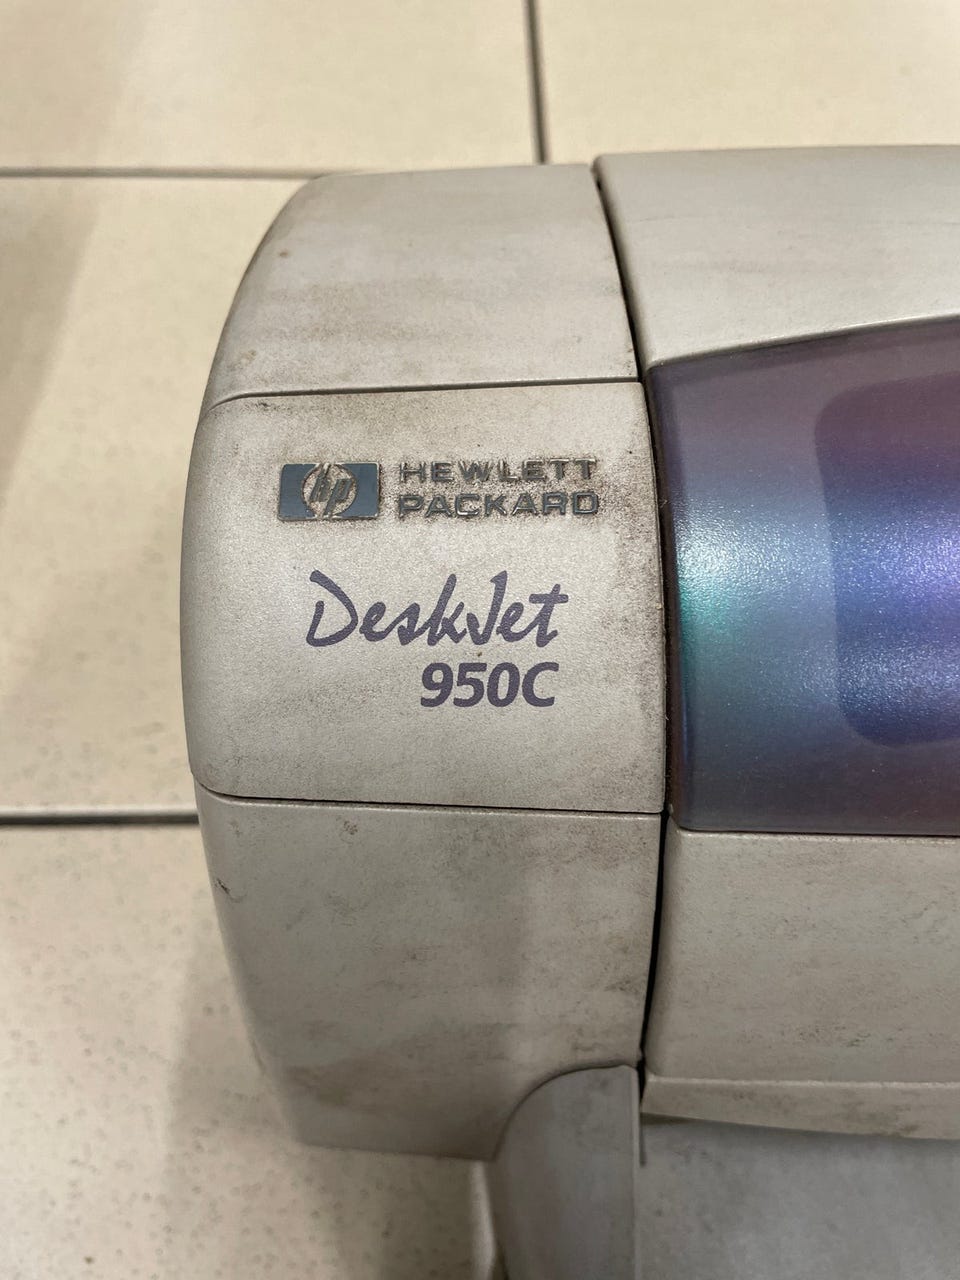 hp HEWLETT
PACKARD
DeskJet
950C